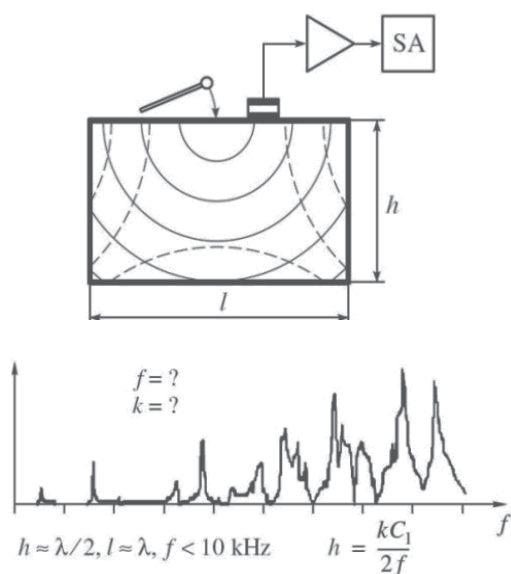 SA
h
l
f = ?
k = ?
f
h ≈ λ/2, l ≈ λ, f < 10 kHz
h = kC₁/2f